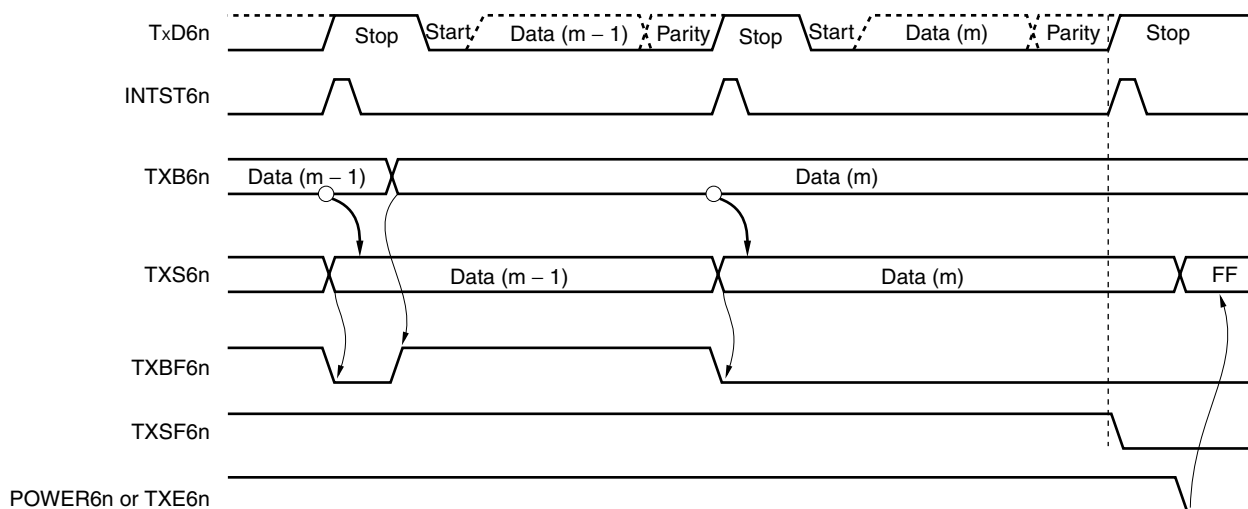 TxD6n Stop Start Data (m – 1) Parity Stop Start Data (m) Parity Stop
INTST6n
TXB6n Data (m – 1) Data (m)
TXS6n Data (m – 1) Data (m) FF
TXBF6n
TXSF6n
POWER6n or TXE6n